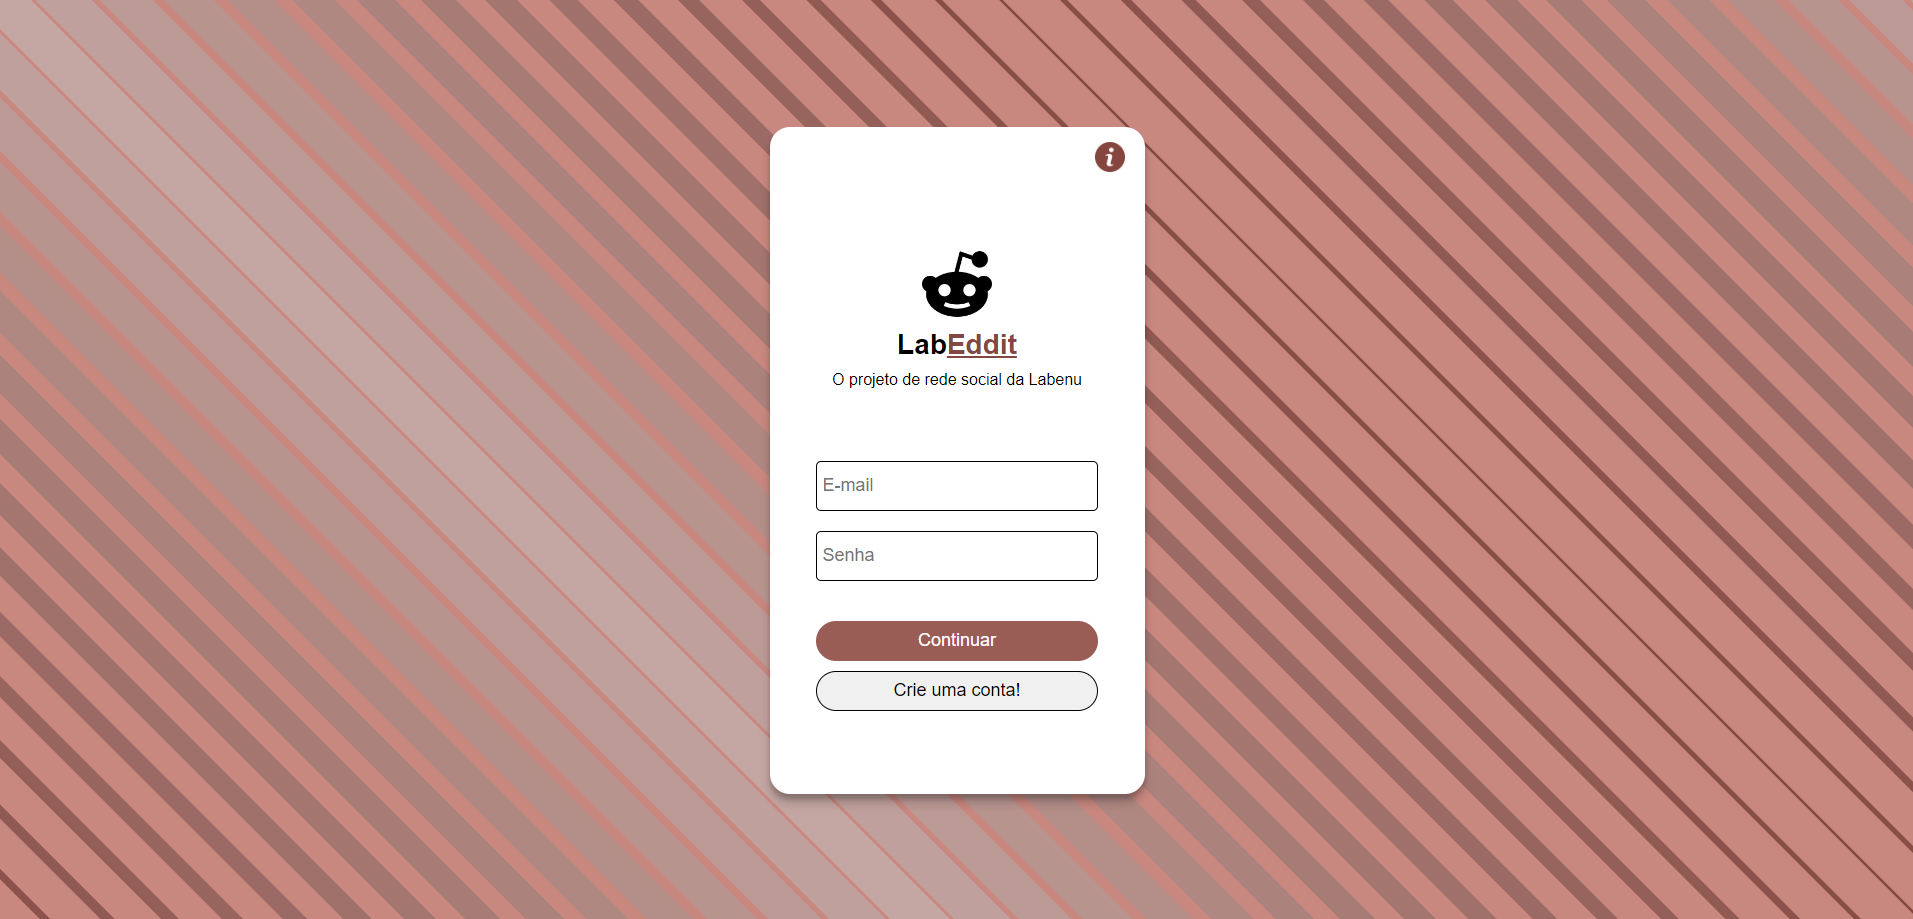 i
LabEddit
O projeto de rede social da Labenu
E-mail
Senha
Continuar
Crie uma conta!